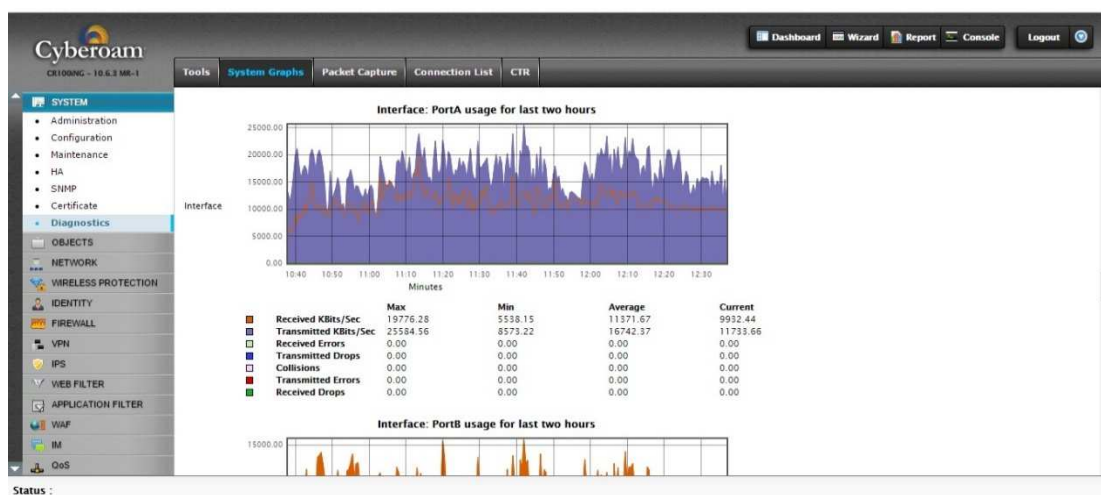 Cyberoam
CR100NG - 10.6.3 MR-1
Dashboard Wizard Report Console Logout
Tools System Graphs Packet Capture Connection List CTR
SYSTEM
Administration
Configuration
Maintenance
HA
SNMP
Certificate
Diagnostics
OBJECTS
NETWORK
WIRELESS PROTECTION
IDENTITY
FIREWALL
VPN
IPS
WEB FILTER
APPLICATION FILTER
WAF
IM
QoS
Interface: PortA usage for last two hours
25000.00
20000.00
15000.00
10000.00
5000.00
0.00
Interface
10:40 10:50 11:00 11:10 11:20 11:30 11:40 11:50 12:00 12:10 12:20 12:30
Minutes
Max Min Average Current
Received KBits/Sec 19776.28 5538.15 11371.67 9932.44
Transmitted KBits/Sec 25584.56 8573.22 16742.37 11733.66
Received Errors 0.00 0.00 0.00 0.00
Transmitted Drops 0.00 0.00 0.00 0.00
Collisions 0.00 0.00 0.00 0.00
Transmitted Errors 0.00 0.00 0.00 0.00
Received Drops 0.00 0.00 0.00 0.00
Interface: PortB usage for last two hours
15000.00
Status :